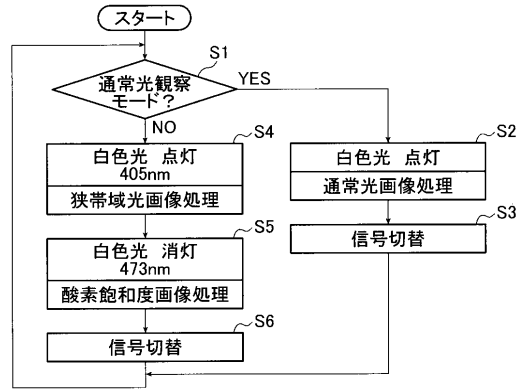 スタート
S1
通常光観察
モード?
YES
NO
S4
白色光 点灯
405nm
狭帯域光画像処理
S2
白色光 点灯
通常光画像処理
S5
白色光 消灯
473nm
酸素飽和度画像処理
S3
信号切替
S6
信号切替